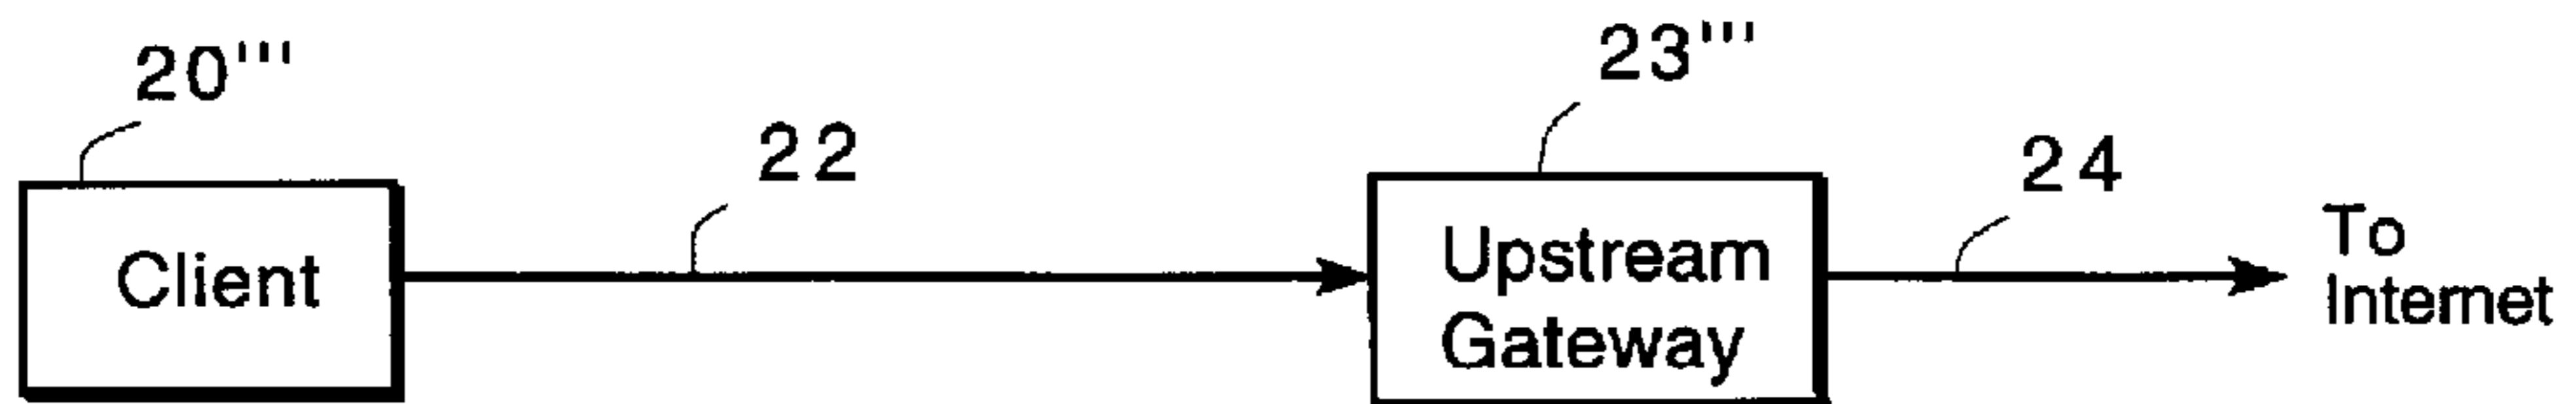 20'''
23'''
22
24
Client
Upstream
Gateway
To
Internet